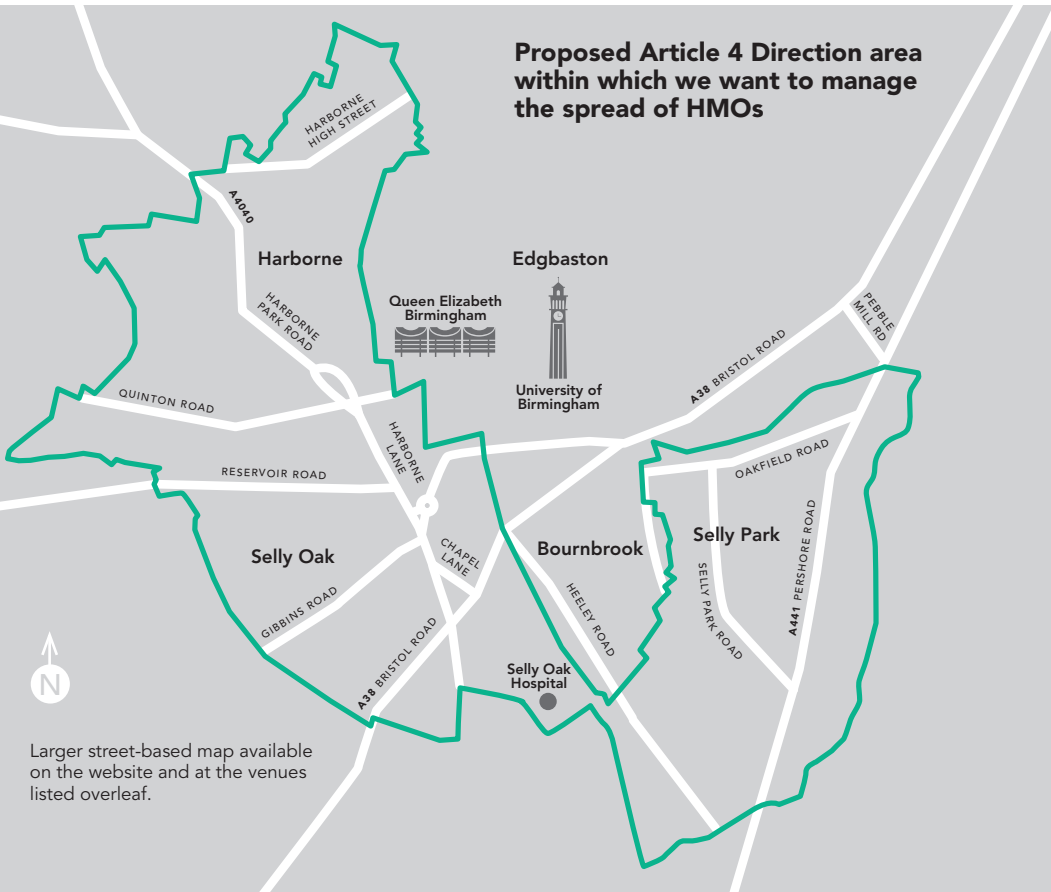 Proposed Article 4 Direction area
within which we want to manage
the spread of HMOs
HARBORNE
HIGH STREET
A4040
Harborne
Edgbaston
Queen Elizabeth
Birmingham
HARBORNE
PARK ROAD
PEBBLE
MILL RD
A38 BRISTOL ROAD
University of
Birmingham
QUINTON ROAD
HARBORNE
LANE
OAKFIELD ROAD
RESERVOIR ROAD
Selly Oak
CHAPEL
LANE
Bournbrook
Selly Park
A441 PERSHORE ROAD
GIBBINS ROAD
HEELEY ROAD
SELLY PARK ROAD
A38 BRISTOL ROAD
Selly Oak
Hospital
N
Larger street-based map available
on the website and at the venues
listed overleaf.